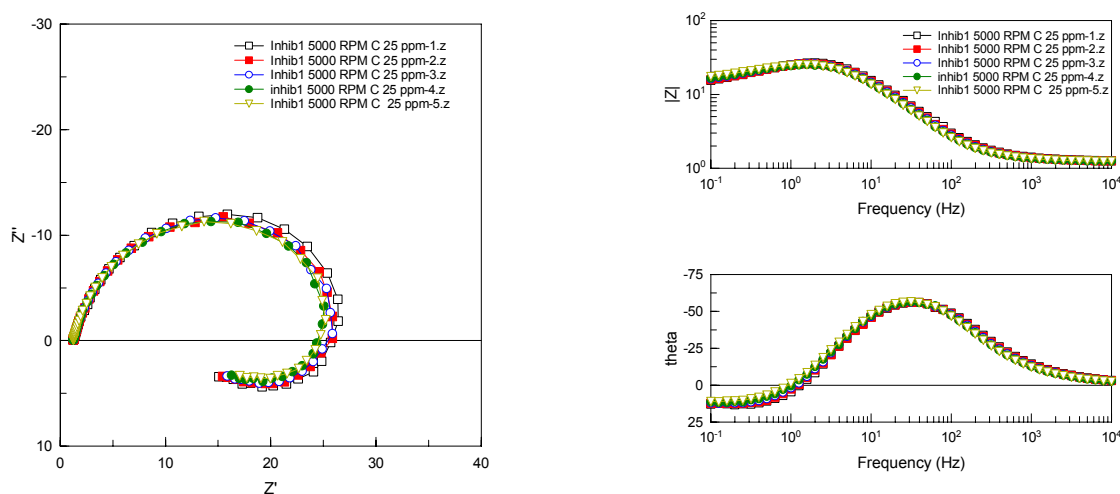 -30
-20
-10
0
10
Z''
0 10 20 30 40
Z'
Inhib1 5000 RPM C 25 ppm-1.z
Inhib1 5000 RPM C 25 ppm-2.z
Inhib1 5000 RPM C 25 ppm-3.z
inhib1 5000 RPM C 25 ppm-4.z
Inhib1 5000 RPM C  25 ppm-5.z
10²
10¹
10⁰
|Z|
10⁻¹ 10⁰ 10¹ 10² 10³ 10⁴
Frequency (Hz)
Inhib1 5000 RPM C 25 ppm-1.z
Inhib1 5000 RPM C 25 ppm-2.z
Inhib1 5000 RPM C 25 ppm-3.z
inhib1 5000 RPM C 25 ppm-4.z
Inhib1 5000 RPM C  25 ppm-5.z
-75
-50
-25
0
25
theta
10⁻¹ 10⁰ 10¹ 10² 10³ 10⁴
Frequency (Hz)